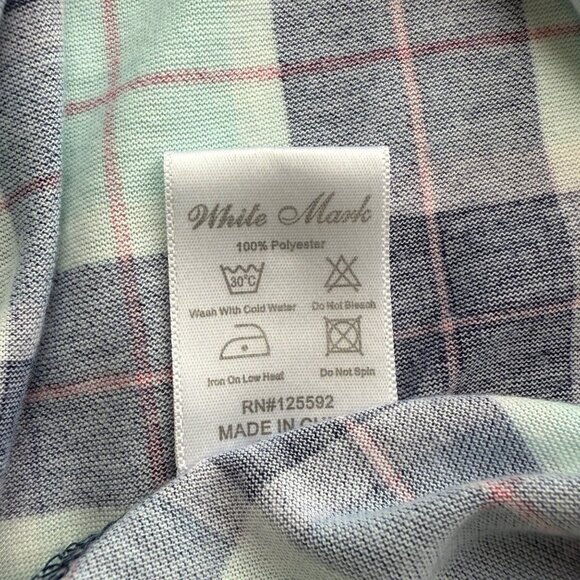 White Mark
100% Polyester
30°C
Wash With Cold Water Do Not Bleach
Iron On Low Heat Do Not Spin
RN#125592
MADE IN